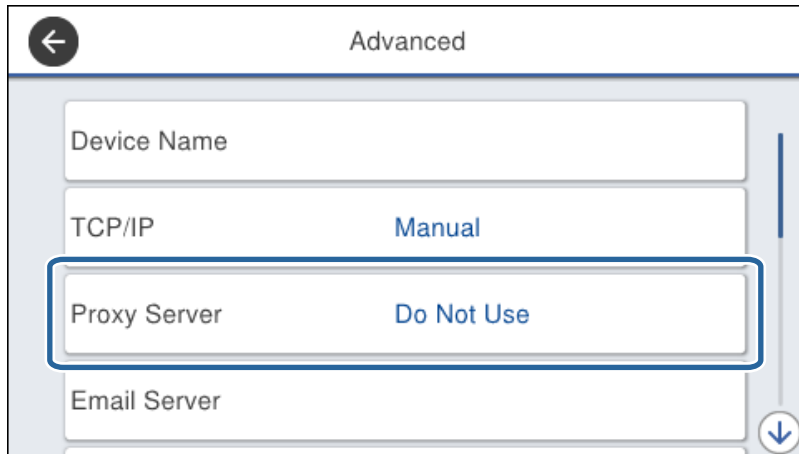 Advanced
Device Name
TCP/IP Manual
Proxy Server Do Not Use
Email Server